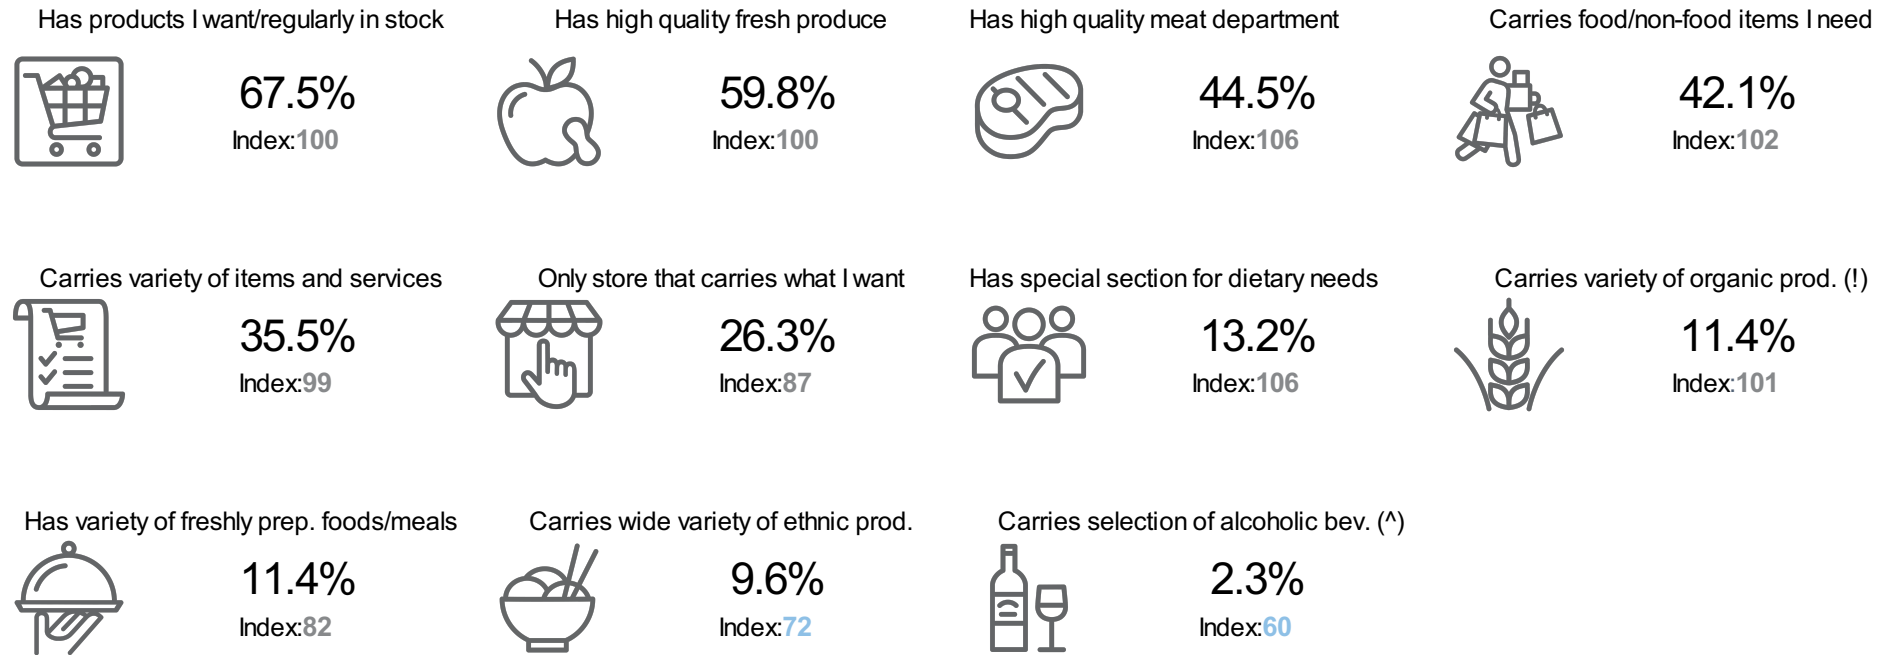 Has products I want/regularly in stock
67.5%
Index:100
Has high quality fresh produce
59.8%
Index:100
Has high quality meat department
44.5%
Index:106
Carries food/non-food items I need
42.1%
Index:102
Carries variety of items and services
35.5%
Index:99
Only store that carries what I want
26.3%
Index:87
Has special section for dietary needs
13.2%
Index:106
Carries variety of organic prod. (!)
11.4%
Index:101
Has variety of freshly prep. foods/meals
11.4%
Index:82
Carries wide variety of ethnic prod.
9.6%
Index:72
Carries selection of alcoholic bev. (^)
2.3%
Index:60